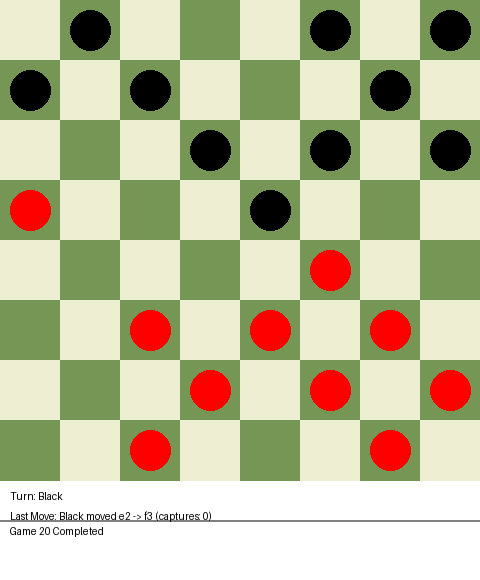 Turn: Black
Last Move: Black moved e2 -> f3 (captures: 0)
Game 20 Completed